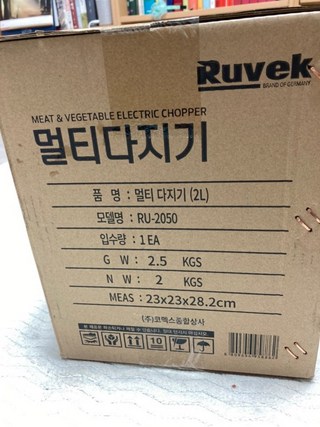 Ruvek
BRAND OF GERMANY
MEAT & VEGETABLE ELECTRIC CHOPPER
멀티다지기
품 명 : 멀티 다지기 (2L)
모델명 : RU-2050
입수량 : 1 EA
G W : 2.5 KGS
N W : 2 KGS
MEAS : 23x23x28.2cm
(주)코멕스종합상사
10